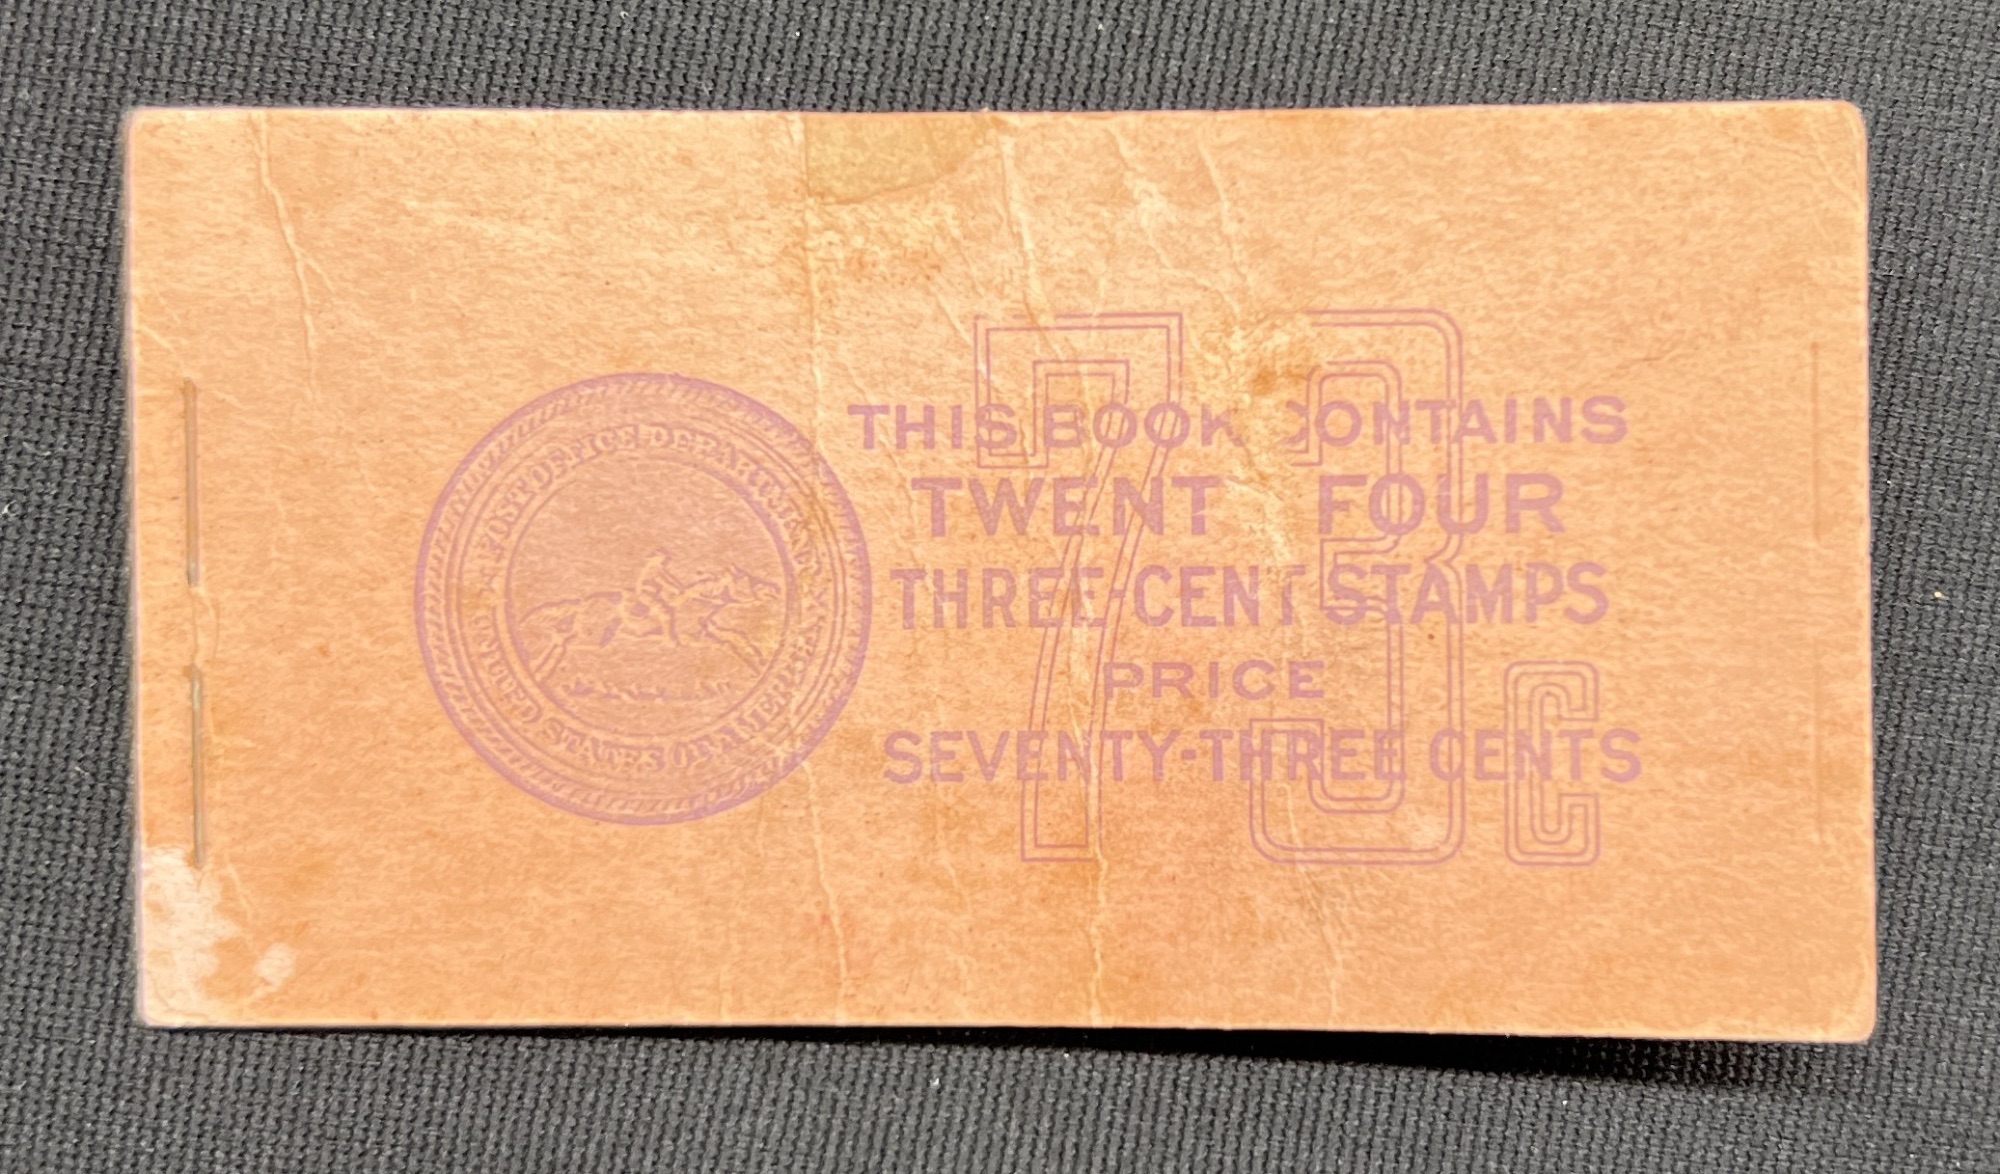 POST OFFICE DEPARTMENT
UNITED STATES OF AMERICA
73c
THIS BOOK CONTAINS
TWENT FOUR
THREE-CENT STAMPS
PRICE
SEVENTY-THREE CENTS